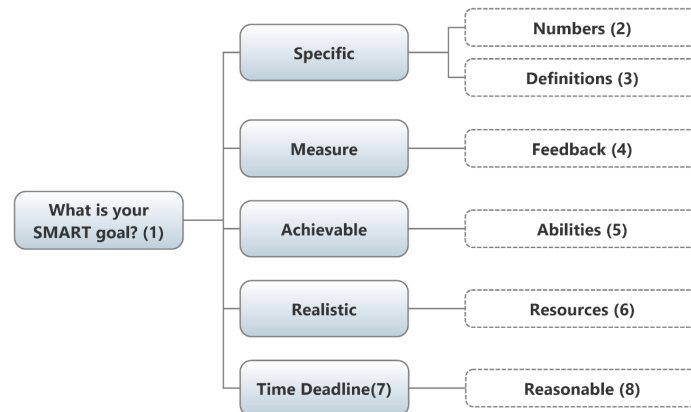 What is your
SMART goal? (1)
Specific
Numbers (2)
Definitions (3)
Measure
Feedback (4)
Achievable
Abilities (5)
Realistic
Resources (6)
Time Deadline(7)
Reasonable (8)